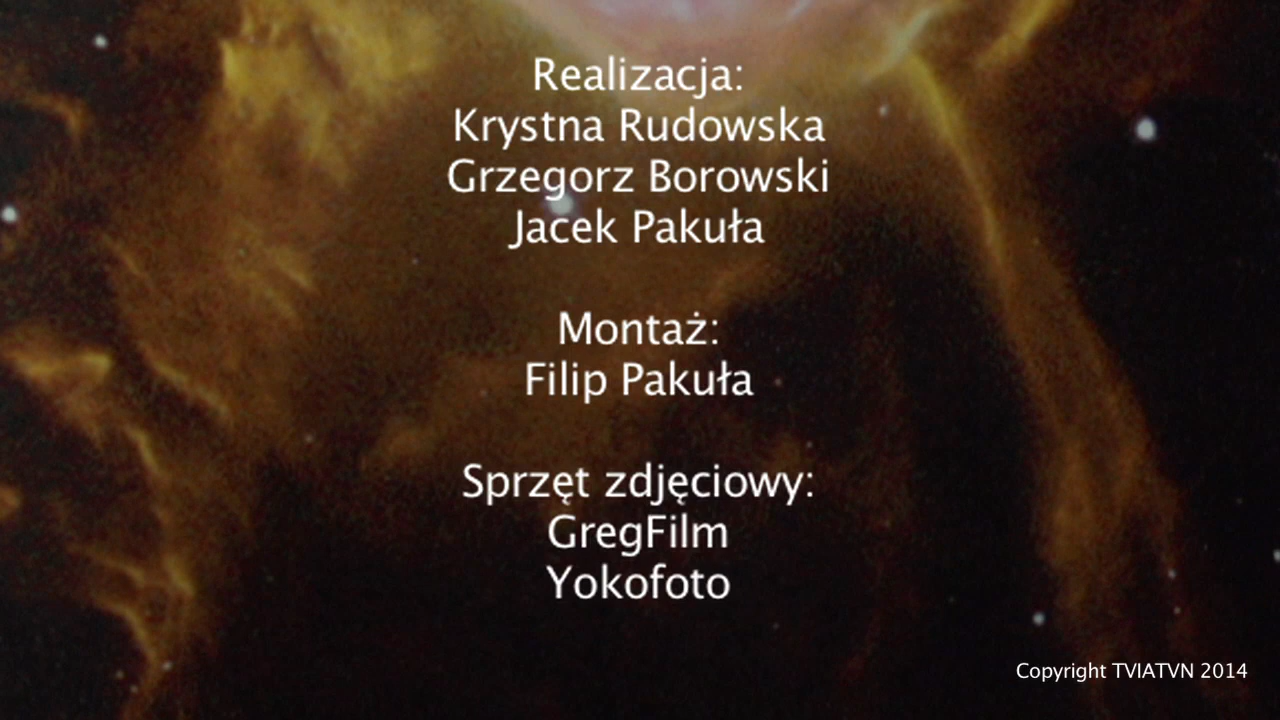 Realizacja:
Krystna Rudowska
Grzegorz Borowski
Jacek Pakuła
Montaż:
Filip Pakuła
Sprzęt zdjęciowy:
GregFilm
Yokofoto
Copyright TVIATVN 2014